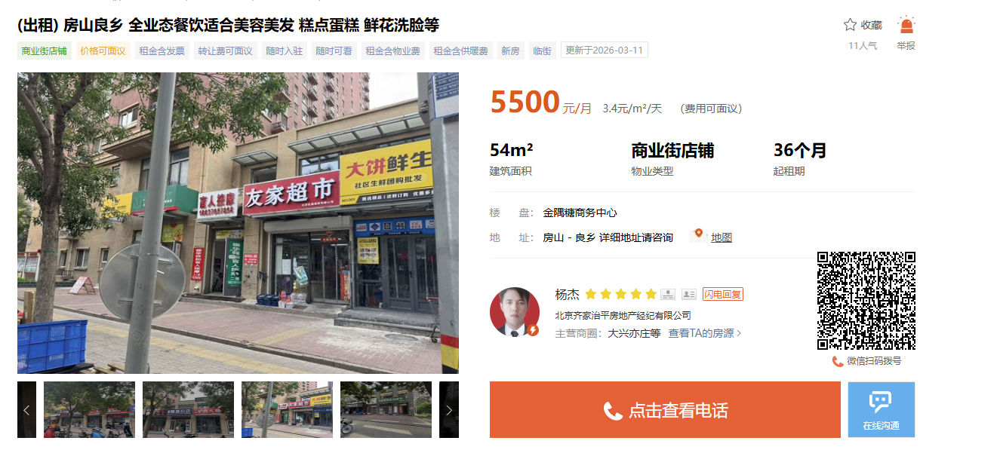 (出租) 房山良乡 全业态餐饮适合美容美发 糕点蛋糕 鲜花洗脸等
收藏
11人气 举报
商业街店铺 价格可面议 租金含发票 转让费可面议 随时入驻 随时可看 租金含物业费 租金含供暖费 新房 临街 更新于2026-03-11
大饼鲜生
社区生鲜团购批发
友家超市
盲人按摩
5500 元/月 3.4元/m²/天 (费用可面议)
54m² 商业街店铺 36个月
建筑面积 物业类型 起租期
楼 盘: 金隅糖商务中心
地 址: 房山 - 良乡 详细地址请咨询 地图
杨杰 闪电回复
北京齐家治平房地产经纪有限公司
主营商圈: 大兴亦庄等 查看TA的房源 >
微信扫码拨号
点击查看电话
在线沟通